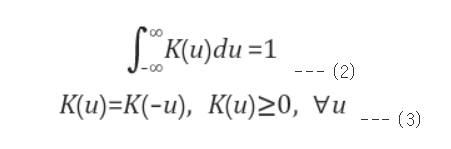 ∫_{-∞}^{∞} K(u)du =1 --- (2)
K(u)=K(-u), K(u)≥0, ∀u --- (3)